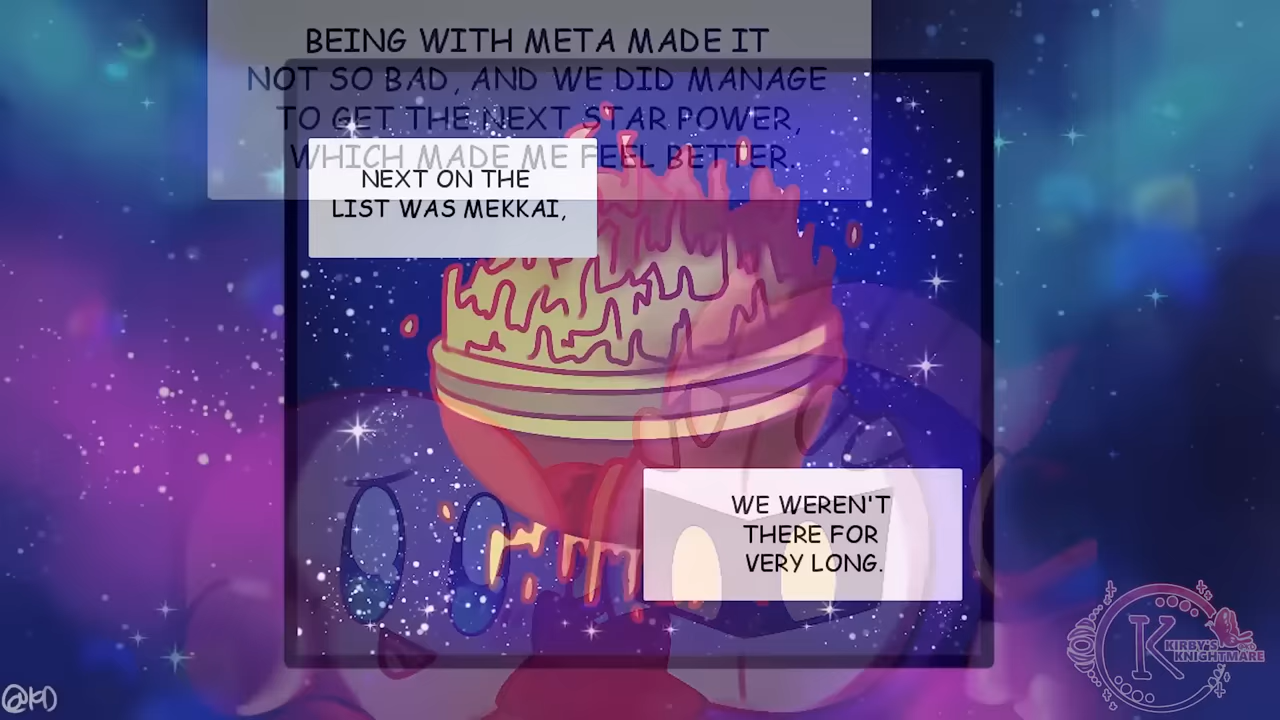 BEING WITH META MADE IT
NOT SO BAD, AND WE DID MANAGE
TO GET THE NEXT STAR POWER,
WHICH MADE ME FEEL BETTER.
NEXT ON THE
LIST WAS MEKKAI,
WE WEREN'T
THERE FOR
VERY LONG.
K
KIRBY'S
KNIGHTMARE